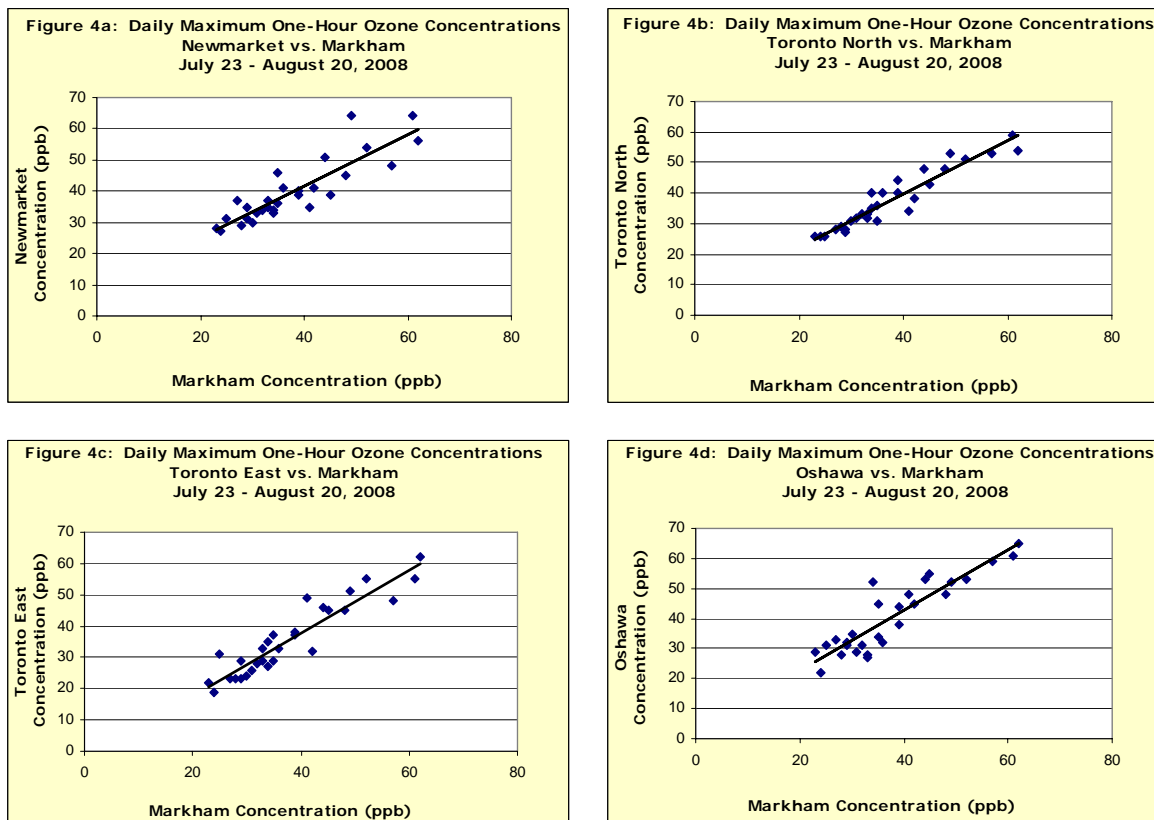 Figure 4a: Daily Maximum One-Hour Ozone Concentrations
Newmarket vs. Markham
July 23 - August 20, 2008
Newmarket
Concentration (ppb)
70
60
50
40
30
20
10
0
0 20 40 60 80
Markham Concentration (ppb)
Figure 4b: Daily Maximum One-Hour Ozone Concentrations
Toronto North vs. Markham
July 23 - August 20, 2008
Toronto North
Concentration (ppb)
70
60
50
40
30
20
10
0
0 20 40 60 80
Markham Concentration (ppb)
Figure 4c: Daily Maximum One-Hour Ozone Concentrations
Toronto East vs. Markham
July 23 - August 20, 2008
Toronto East
Concentration (ppb)
70
60
50
40
30
20
10
0
0 20 40 60 80
Markham Concentration (ppb)
Figure 4d: Daily Maximum One-Hour Ozone Concentrations
Oshawa vs. Markham
July 23 - August 20, 2008
Oshawa
Concentration (ppb)
70
60
50
40
30
20
10
0
0 20 40 60 80
Markham Concentration (ppb)